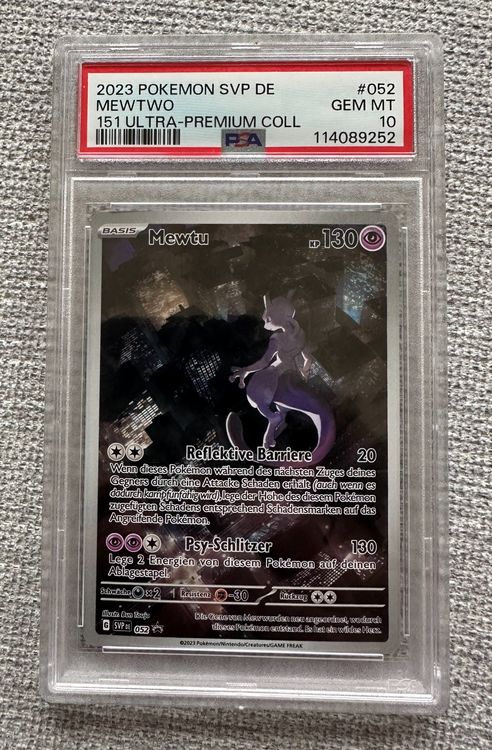 2023 POKEMON SVP DE #052
MEWTWO GEM MT
151 ULTRA-PREMIUM COLL 10
PSA 114089252
BASIS Mewtu KP 130
Reflektive Barriere 20
Wenn dieses Pokémon während des nächsten Zuges deines
Gegners durch eine Attacke Schaden erhält (auch wenn es
dadurch kampfunfähig wird), lege der Höhe des diesem Pokémon
zugefügten Schadens entsprechend Schadensmarken auf das
Angreifende Pokémon.
Psy-Schlitzer 130
Lege 2 Energien von diesem Pokémon auf deinen
Ablagestapel.
Schwäche ×2 Resistenz -30 Rückzug
Illustr. Bun Toujo
Die Gene von Mew wurden neu angeordnet, wodurch
dieses Pokémon entstand. Es hat ein wildes Herz.
G SVP DE 052
©2023 Pokémon/Nintendo/Creatures/GAME FREAK